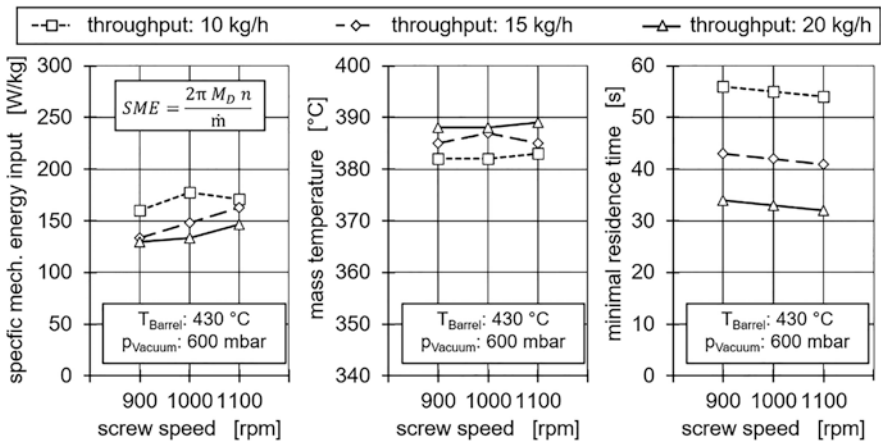 throughput: 10 kg/h throughput: 15 kg/h throughput: 20 kg/h
specfic mech. energy input [W/kg]
300
250
200
150
100
50
0
SME = 2π M_D n / ṁ
T_Barrel: 430 °C
p_Vacuum: 600 mbar
900 1000 1100
screw speed [rpm]
mass temperature [°C]
400
390
380
370
360
350
340
T_Barrel: 430 °C
p_Vacuum: 600 mbar
900 1000 1100
screw speed [rpm]
minimal residence time [s]
60
50
40
30
20
10
0
T_Barrel: 430 °C
p_Vacuum: 600 mbar
900 1000 1100
screw speed [rpm]